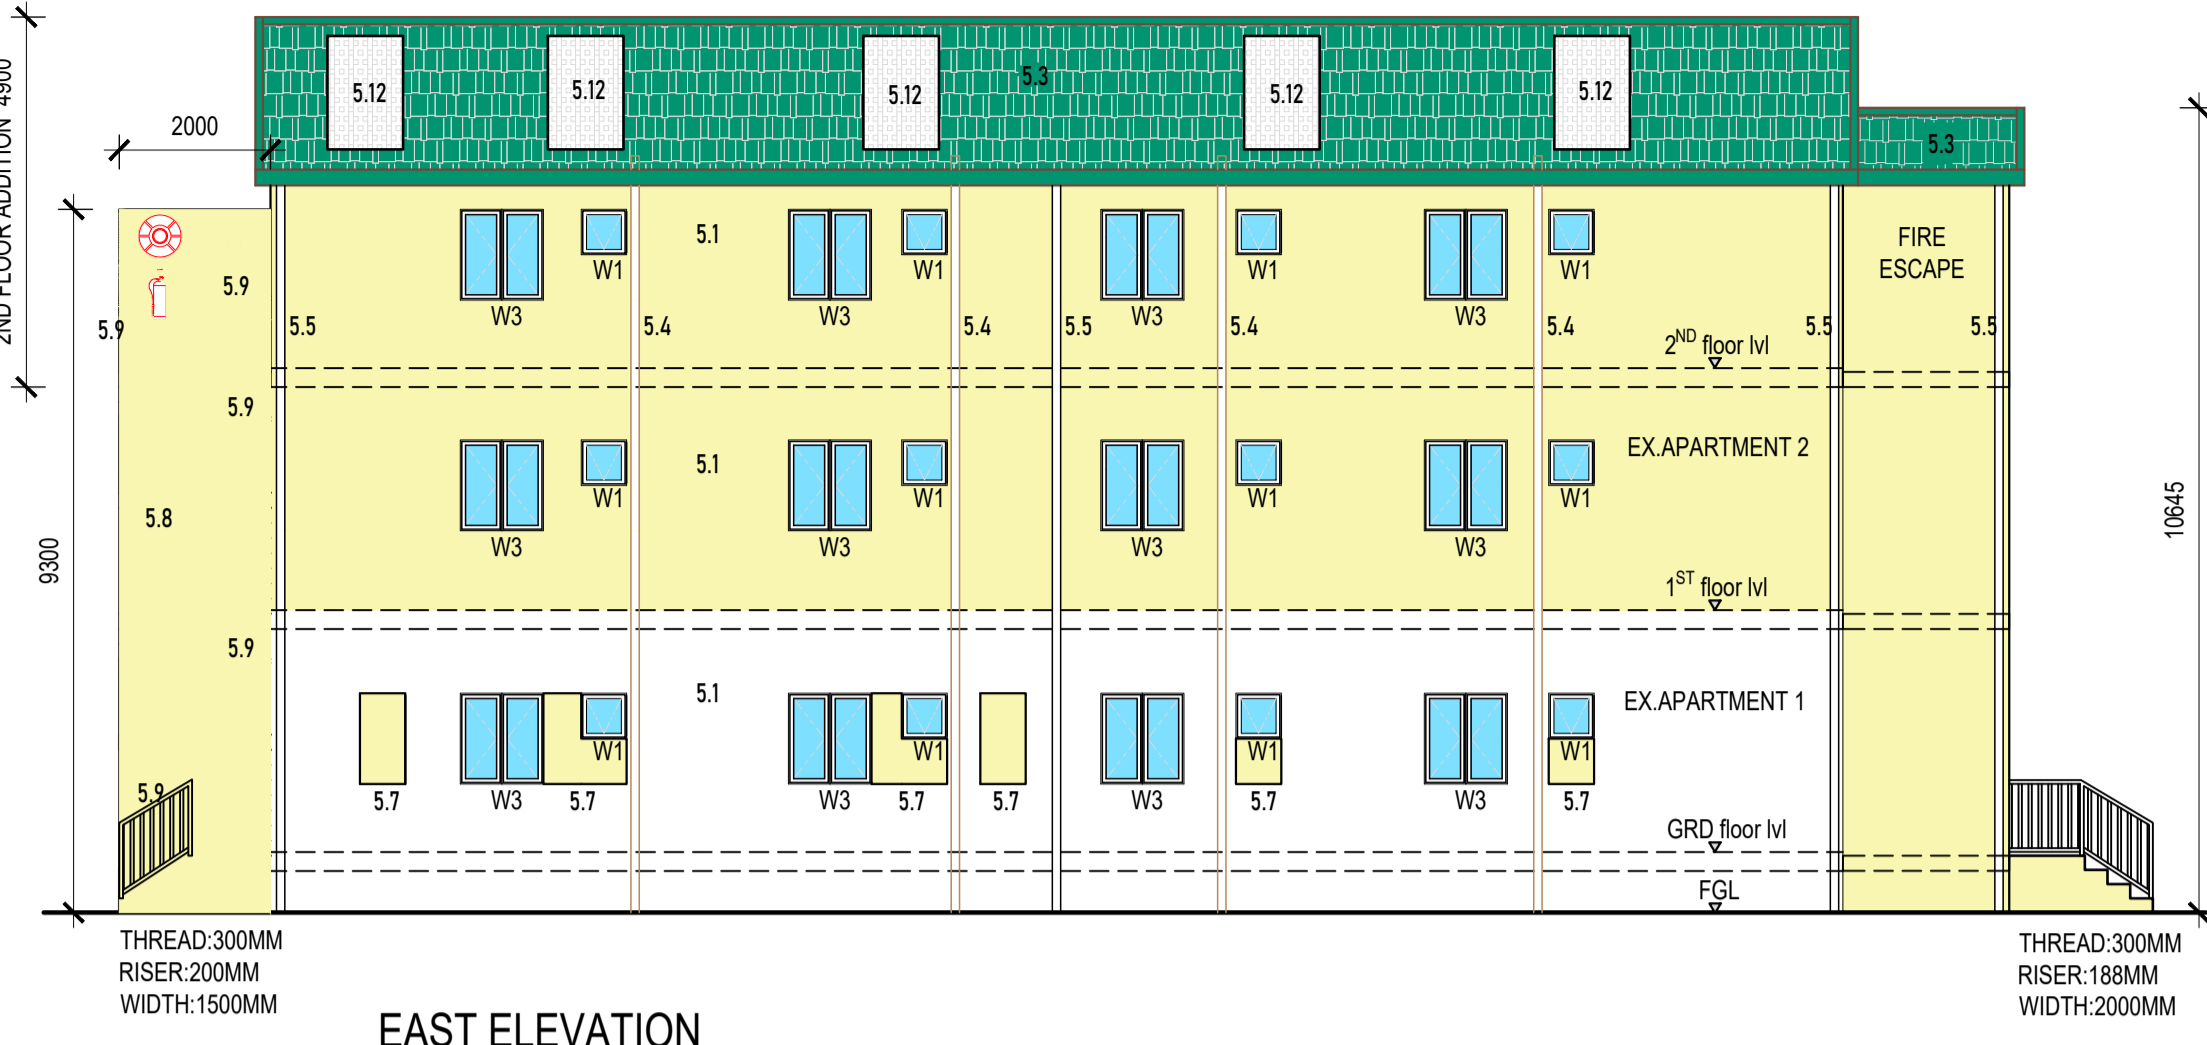 2ND FLOOR ADDITION 4900
2000
5.12
5.12
5.12
5.3
5.12
5.12
5.3
FIRE
ESCAPE
5.9
5.9
5.5
W3
W1
5.4
5.1
W3
W1
5.4
5.5
W3
W1
5.4
W3
W1
5.4
5.5
5.5
2ND floor lvl
5.9
5.8
9300
10645
5.1
W3
W1
W3
W1
W3
W1
W3
W1
EX.APARTMENT 2
1ST floor lvl
5.9
5.1
EX.APARTMENT 1
5.9
5.7
W3
5.7
W1
W3
5.7
W1
5.7
W3
W1
5.7
W3
W1
5.7
GRD floor lvl
FGL
THREAD:300MM
RISER:200MM
WIDTH:1500MM
THREAD:300MM
RISER:188MM
WIDTH:2000MM
EAST ELEVATION